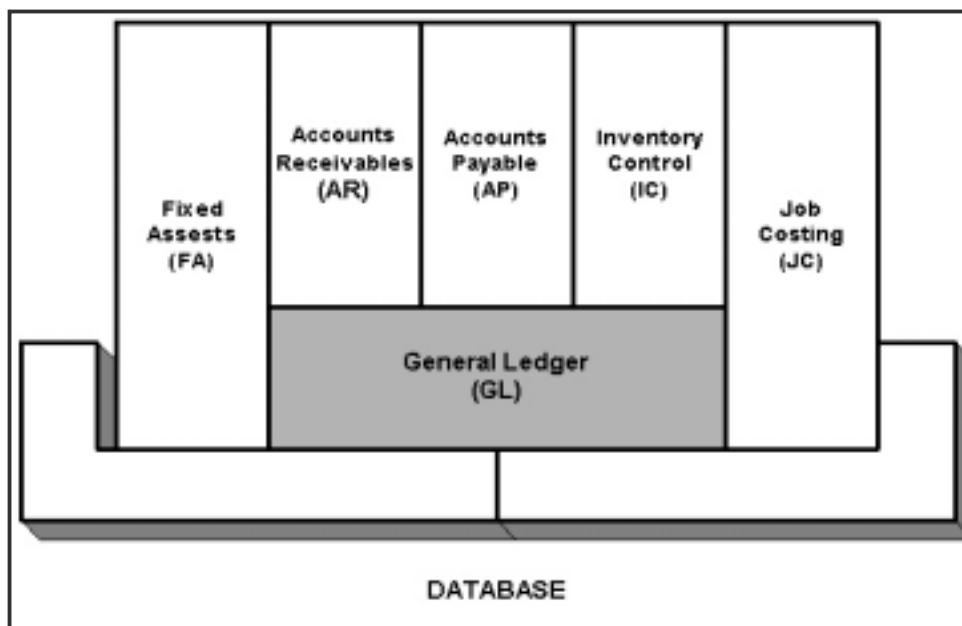 Fixed
Assests
(FA)
Accounts
Receivables
(AR)
Accounts
Payable
(AP)
Inventory
Control
(IC)
Job
Costing
(JC)
General Ledger
(GL)
DATABASE